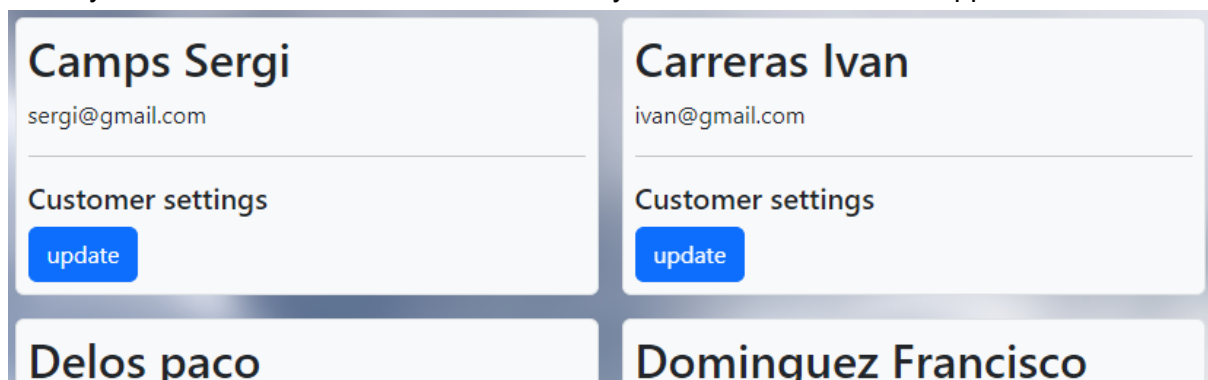 Camps Sergi
sergi@gmail.com
Customer settings
update
Carreras Ivan
ivan@gmail.com
Customer settings
update
Delos paco
Dominguez Francisco